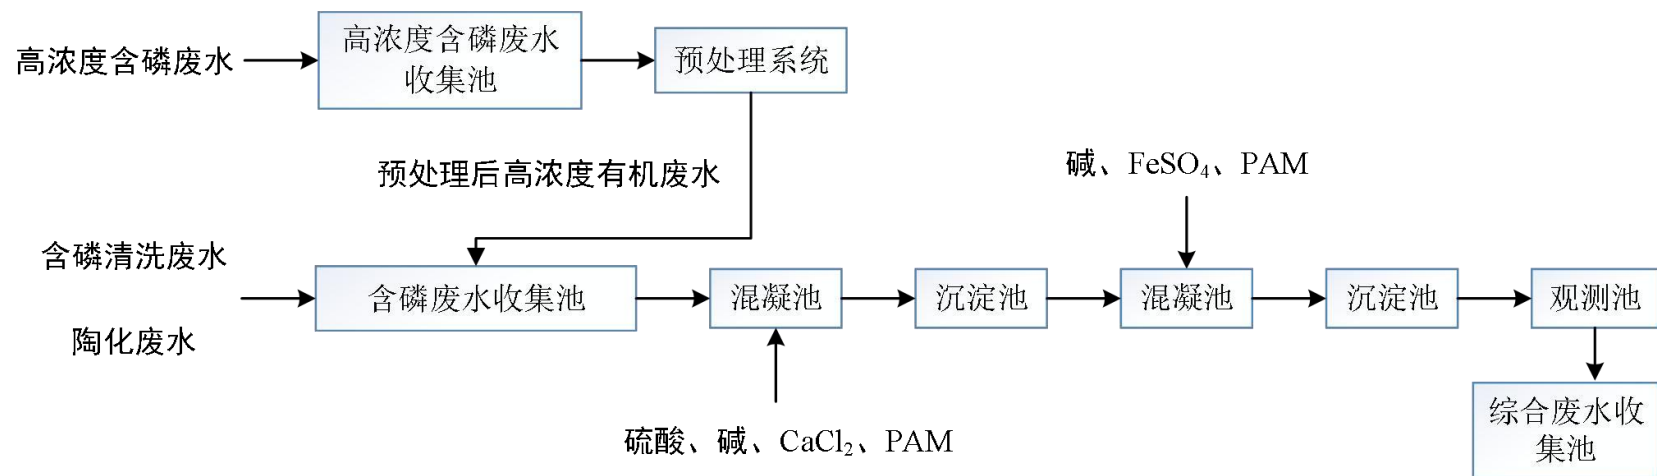 高浓度含磷废水
高浓度含磷废水
收集池
预处理系统
预处理后高浓度有机废水
碱、FeSO₄、PAM
含磷清洗废水
陶化废水
含磷废水收集池
混凝池
沉淀池
混凝池
沉淀池
观测池
硫酸、碱、CaCl₂、PAM
综合废水收
集池